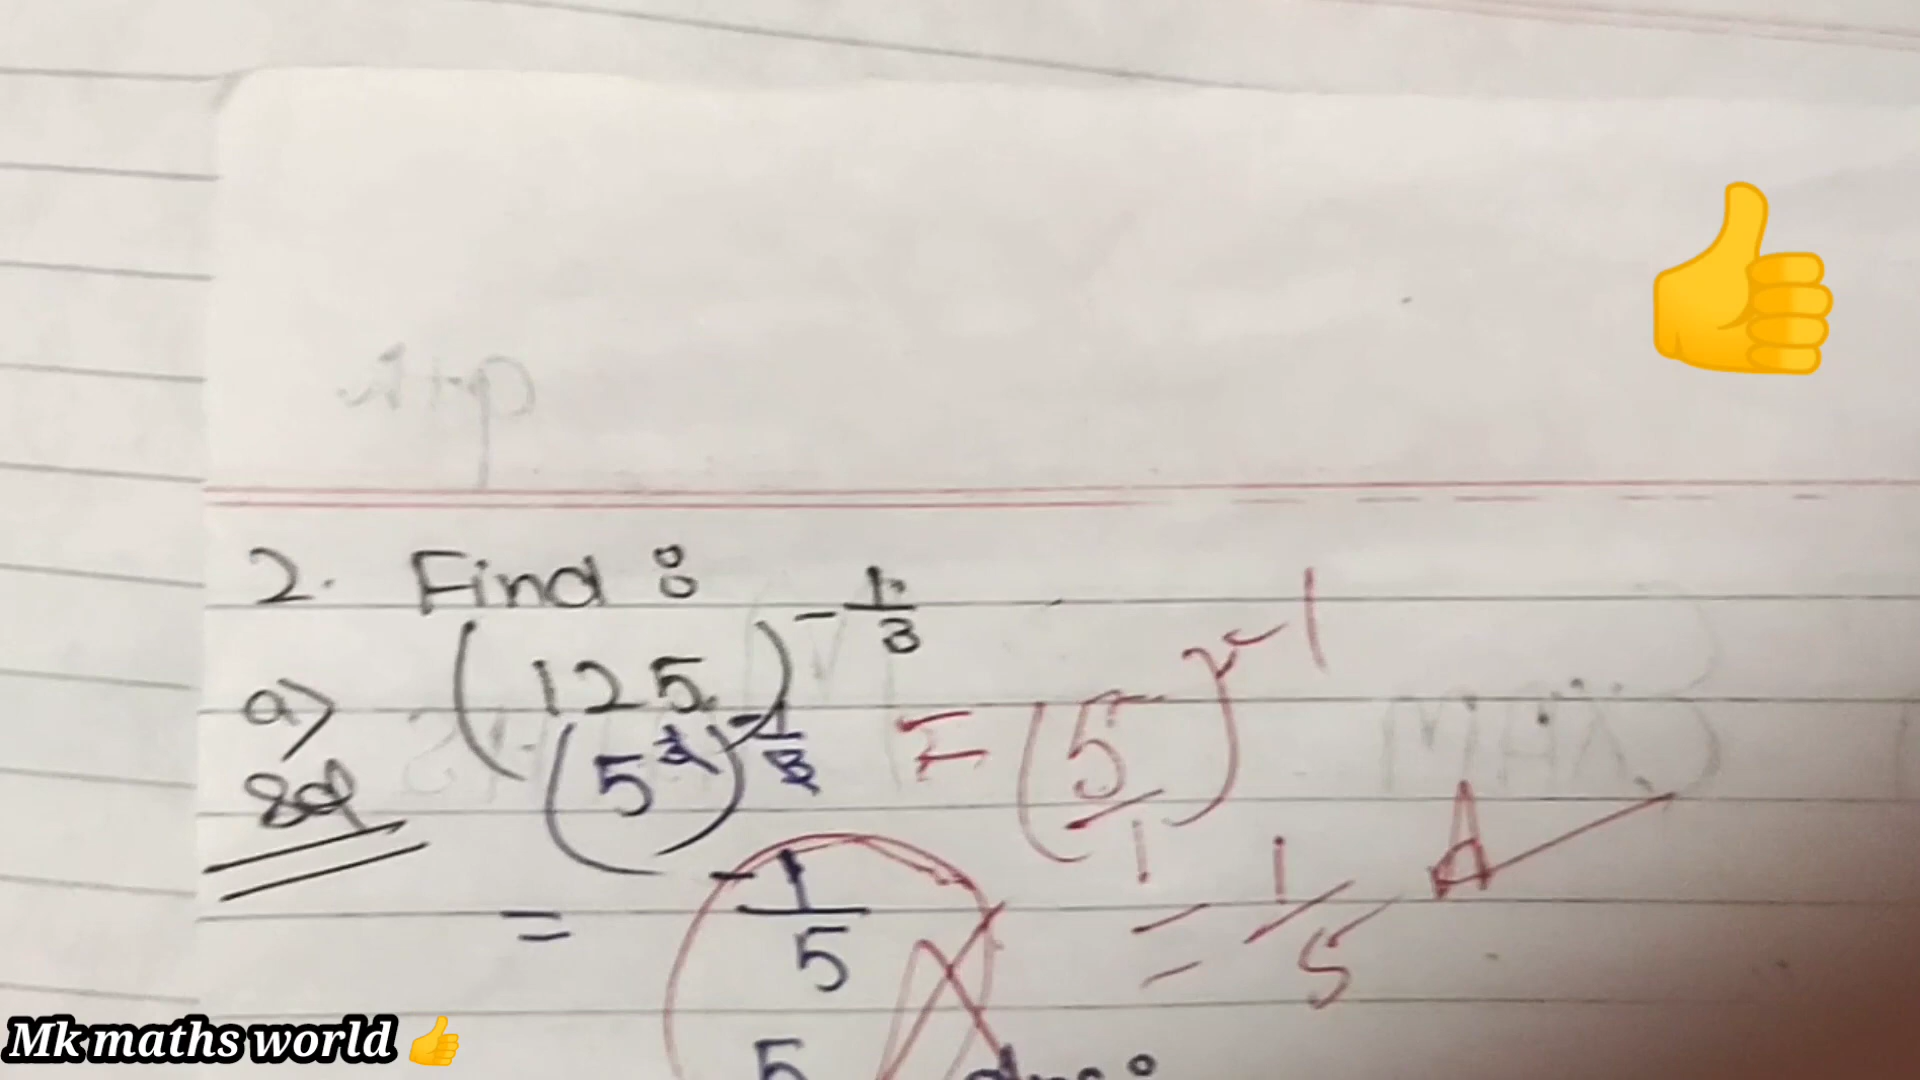 2. Find :
a) (125)^-1/3
Sol (5^3)^-1/3 = (5/1)^-1
= -1/5 = 1/5 A
5 Ans:
Mk maths world 👍